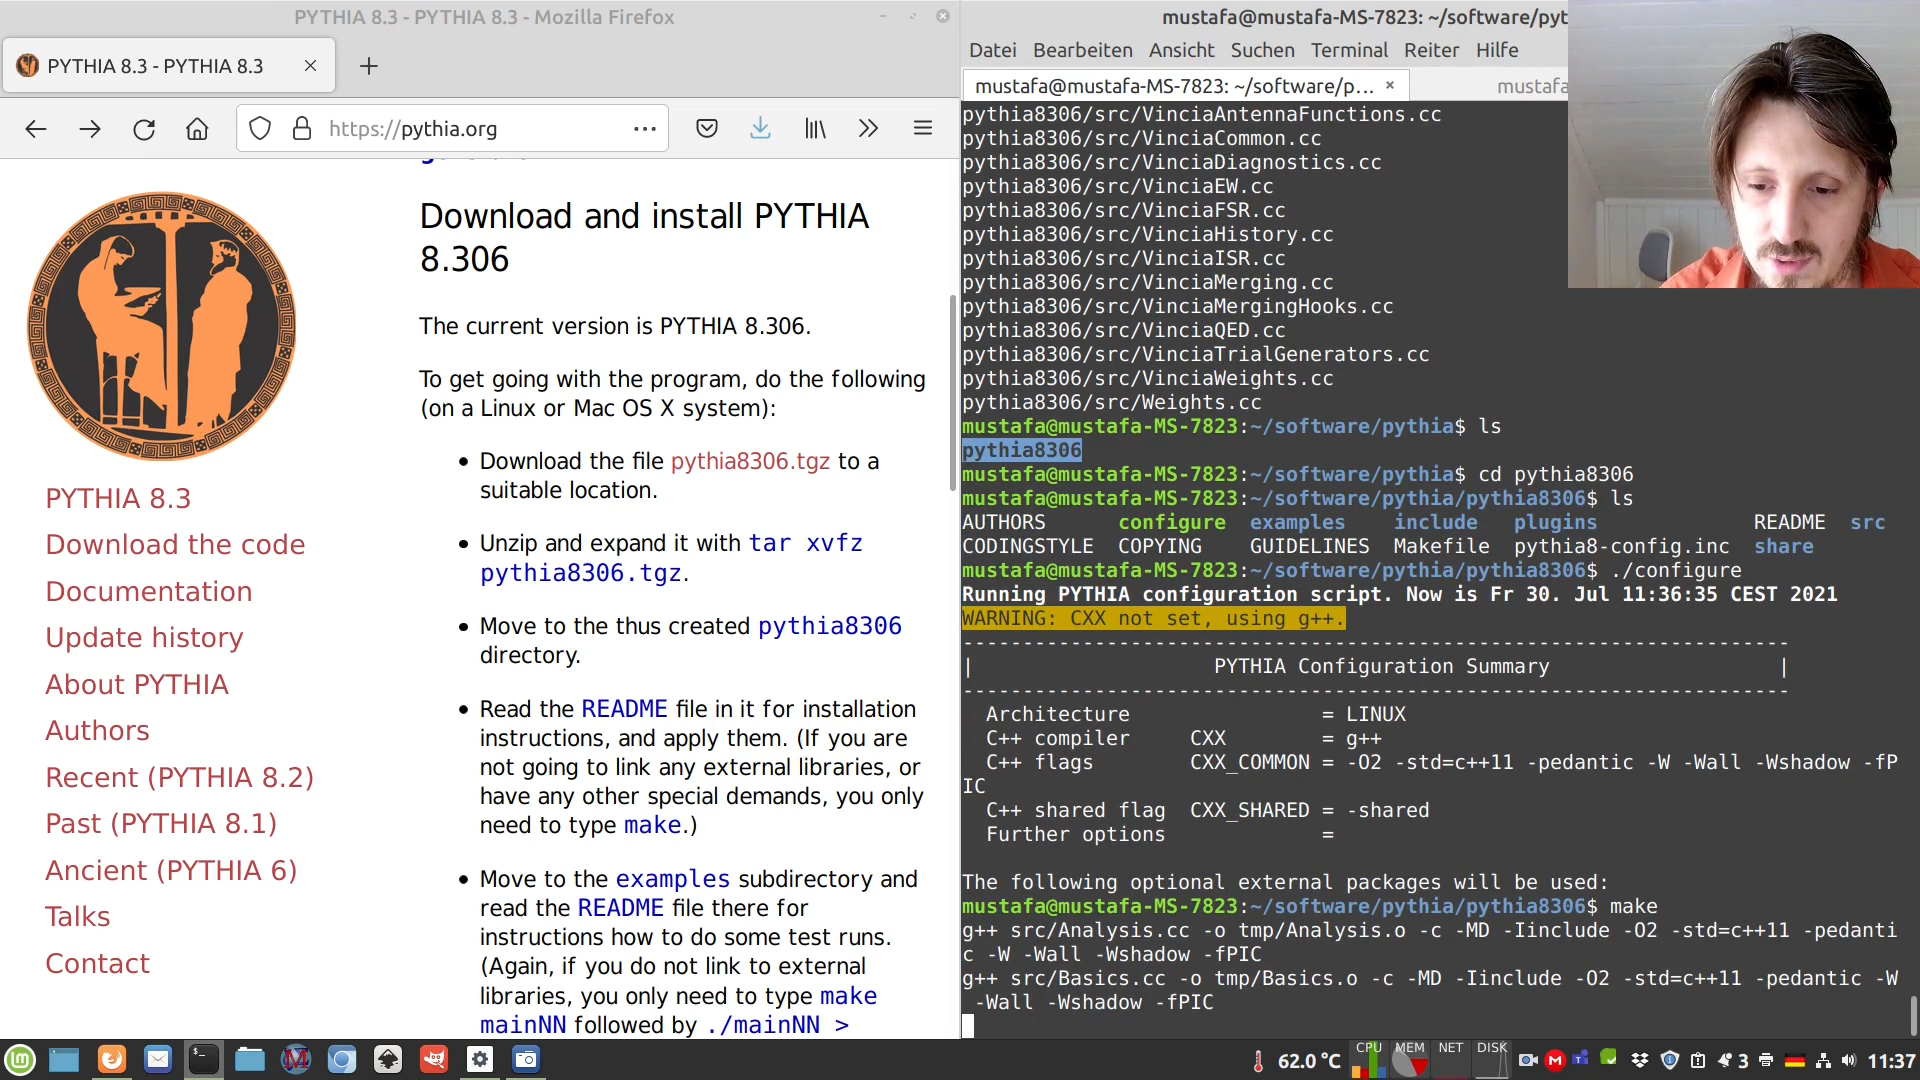 PYTHIA 8.3 - PYTHIA 8.3 - Mozilla Firefox
PYTHIA 8.3 - PYTHIA 8.3
https://pythia.org
Download and install PYTHIA
8.306
The current version is PYTHIA 8.306.
To get going with the program, do the following
(on a Linux or Mac OS X system):
Download the file pythia8306.tgz to a
suitable location.
Unzip and expand it with tar xvfz
pythia8306.tgz.
Move to the thus created pythia8306
directory.
Read the README file in it for installation
instructions, and apply them. (If you are
not going to link any external libraries, or
have any other special demands, you only
need to type make.)
Move to the examples subdirectory and
read the README file there for
instructions how to do some test runs.
(Again, if you do not link to external
libraries, you only need to type make
mainNN followed by ./mainNN >
PYTHIA 8.3
Download the code
Documentation
Update history
About PYTHIA
Authors
Recent (PYTHIA 8.2)
Past (PYTHIA 8.1)
Ancient (PYTHIA 6)
Talks
Contact
mustafa@mustafa-MS-7823: ~/software/pyt
Datei Bearbeiten Ansicht Suchen Terminal Reiter Hilfe
mustafa@mustafa-MS-7823: ~/software/p... × mustafa
pythia8306/src/VinciaAntennaFunctions.cc
pythia8306/src/VinciaCommon.cc
pythia8306/src/VinciaDiagnostics.cc
pythia8306/src/VinciaEW.cc
pythia8306/src/VinciaFSR.cc
pythia8306/src/VinciaHistory.cc
pythia8306/src/VinciaISR.cc
pythia8306/src/VinciaMerging.cc
pythia8306/src/VinciaMergingHooks.cc
pythia8306/src/VinciaQED.cc
pythia8306/src/VinciaTrialGenerators.cc
pythia8306/src/VinciaWeights.cc
pythia8306/src/Weights.cc
mustafa@mustafa-MS-7823:~/software/pythia$ ls
pythia8306
mustafa@mustafa-MS-7823:~/software/pythia$ cd pythia8306
mustafa@mustafa-MS-7823:~/software/pythia/pythia8306$ ls
AUTHORS configure examples include plugins README src
CODINGSTYLE COPYING GUIDELINES Makefile pythia8-config.inc share
mustafa@mustafa-MS-7823:~/software/pythia/pythia8306$ ./configure
Running PYTHIA configuration script. Now is Fr 30. Jul 11:36:35 CEST 2021
WARNING: CXX not set, using g++.
---------------------------------------------------------------------
| PYTHIA Configuration Summary |
---------------------------------------------------------------------
Architecture = LINUX
C++ compiler CXX = g++
C++ flags CXX_COMMON = -O2 -std=c++11 -pedantic -W -Wall -Wshadow -fP
IC
C++ shared flag CXX_SHARED = -shared
Further options =
The following optional external packages will be used:
mustafa@mustafa-MS-7823:~/software/pythia/pythia8306$ make
g++ src/Analysis.cc -o tmp/Analysis.o -c -MD -Iinclude -O2 -std=c++11 -pedanti
c -W -Wall -Wshadow -fPIC
g++ src/Basics.cc -o tmp/Basics.o -c -MD -Iinclude -O2 -std=c++11 -pedantic -W
-Wall -Wshadow -fPIC
62.0 °C CPU MEM NET DISK 3 11:37